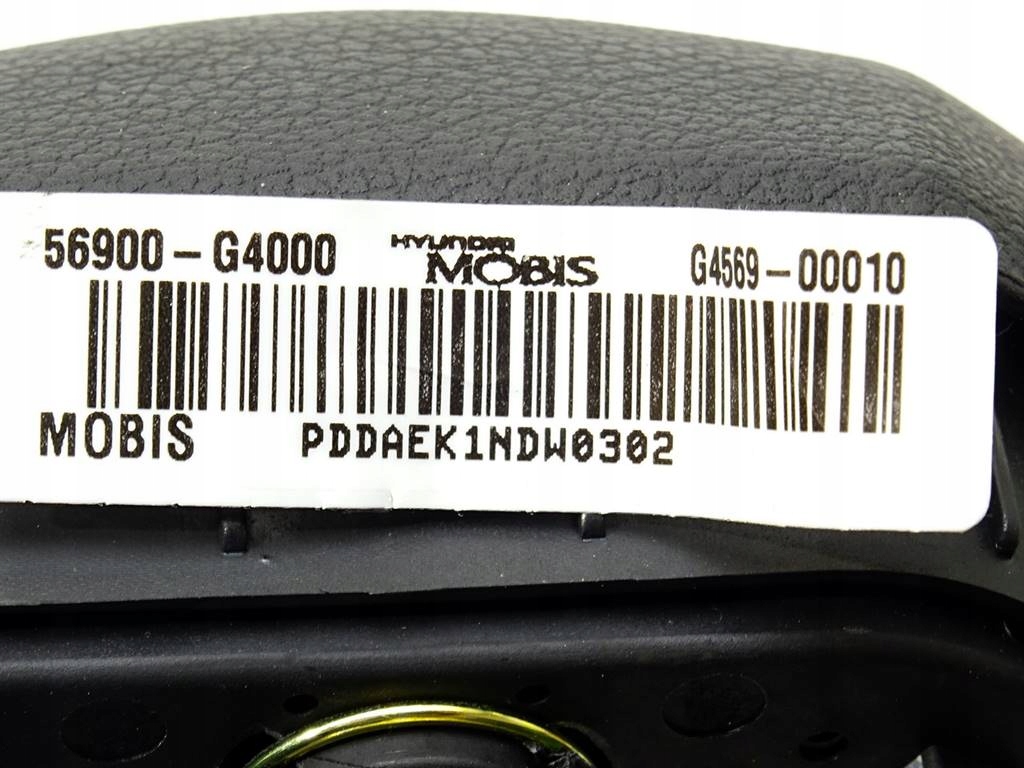 56900-G4000 HYUNDAI MOBIS G4569-00010
MOBIS PDDAEK1NDW0302